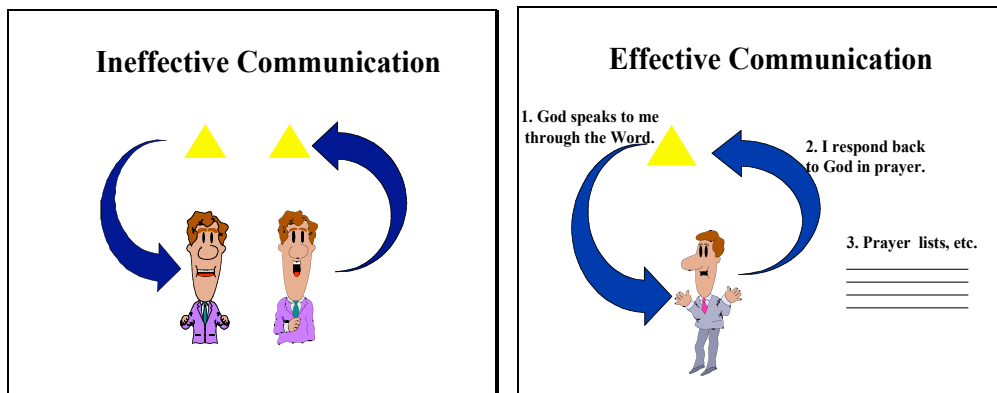 Ineffective Communication
Effective Communication
1. God speaks to me
through the Word.
2. I respond back
to God in prayer.
3. Prayer lists, etc.